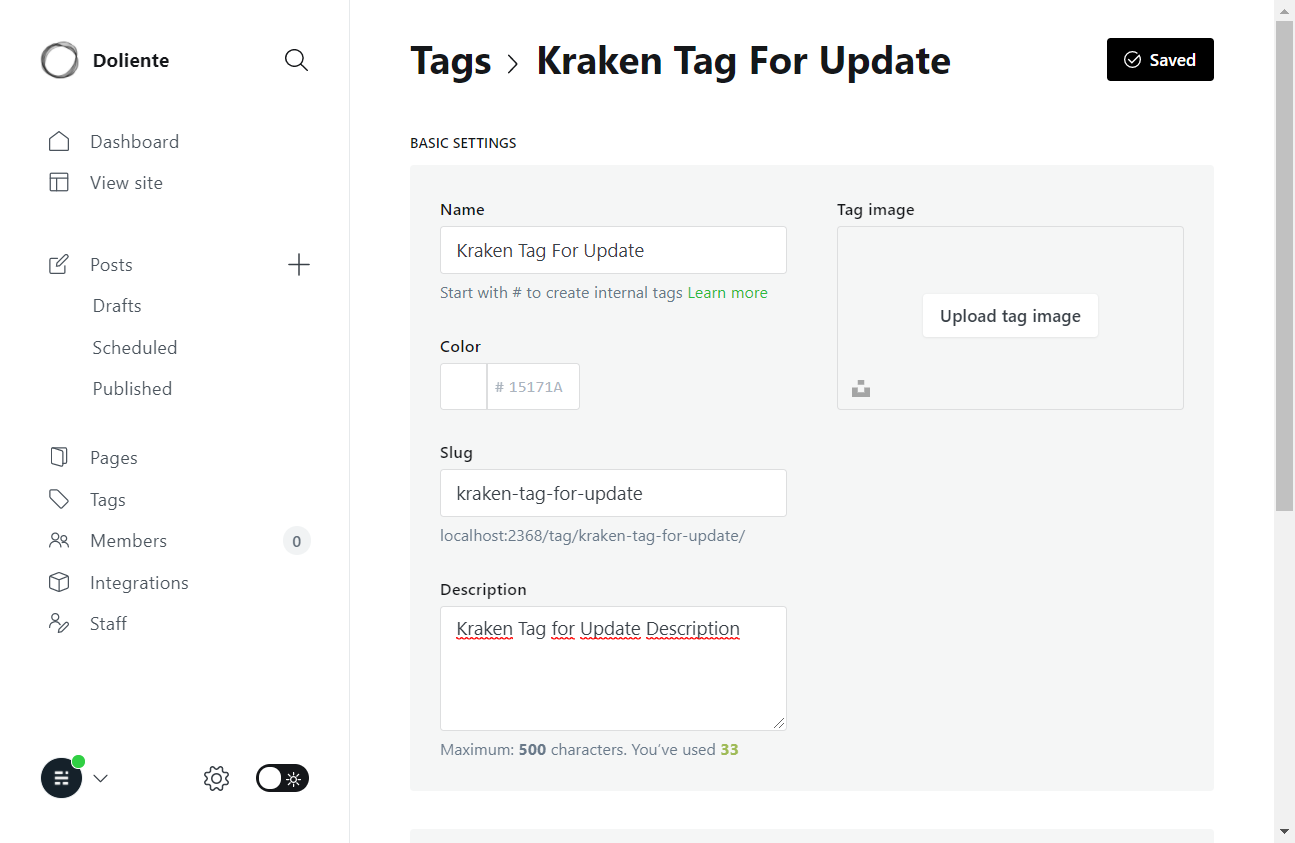 Doliente
Dashboard
View site
Posts
Drafts
Scheduled
Published
Pages
Tags
Members 0
Integrations
Staff
Tags > Kraken Tag For Update
Saved
BASIC SETTINGS
Name
Kraken Tag For Update
Start with # to create internal tags Learn more
Color
# 15171A
Slug
kraken-tag-for-update
localhost:2368/tag/kraken-tag-for-update/
Description
Kraken Tag for Update Description
Maximum: 500 characters. You’ve used 33
Tag image
Upload tag image